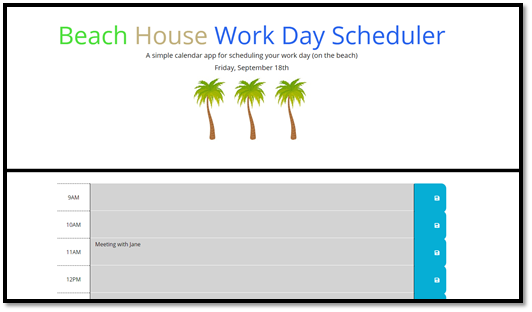 Beach House Work Day Scheduler
A simple calendar app for scheduling your work day (on the beach)
Friday, September 18th
9AM
10AM
11AM Meeting with Jane
12PM